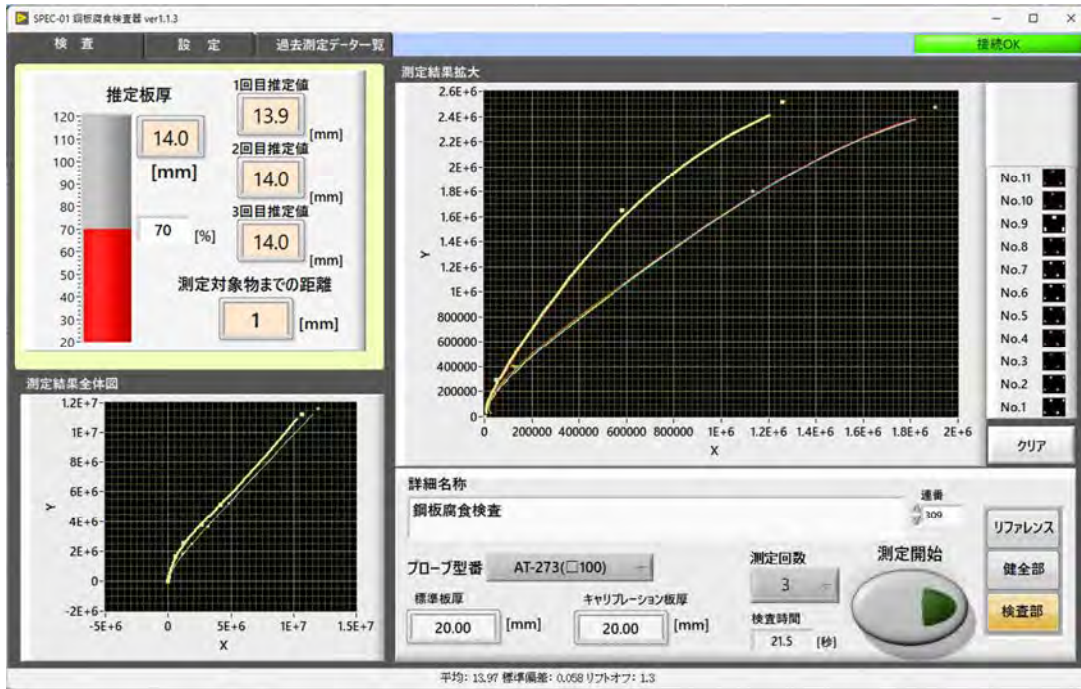 SPEC-01 鋼板腐食検査器 ver1.1.3
検 査
設 定
過去測定データ一覧
接続OK
推定板厚
120
110
100
90
80
70
60
50
40
30
20
14.0
[mm]
70 [%]
1回目推定値
13.9 [mm]
2回目推定値
14.0 [mm]
3回目推定値
14.0 [mm]
測定対象物までの距離
1 [mm]
測定結果全体図
1.2E+7
1E+7
8E+6
6E+6
4E+6
2E+6
0
-2E+6
Y
-5E+6 0 5E+6 1E+7 1.5E+7
X
測定結果拡大
2.6E+6
2.4E+6
2.2E+6
2E+6
1.8E+6
1.6E+6
1.4E+6
1.2E+6
1E+6
800000
600000
400000
200000
0
Y
0 200000 400000 600000 800000 1E+6 1.2E+6 1.4E+6 1.6E+6 1.8E+6 2E+6
X
No.11
No.10
No.9
No.8
No.7
No.6
No.5
No.4
No.3
No.2
No.1
クリア
詳細名称
鋼板腐食検査
連番
309
プローブ型番 AT-273(□100)
標準板厚
20.00 [mm]
キャリブレーション板厚
20.00 [mm]
測定回数
3
検査時間
21.5 [秒]
測定開始
リファレンス
健全部
検査部
平均: 13.97 標準偏差: 0.058 リフトオフ: 1.3